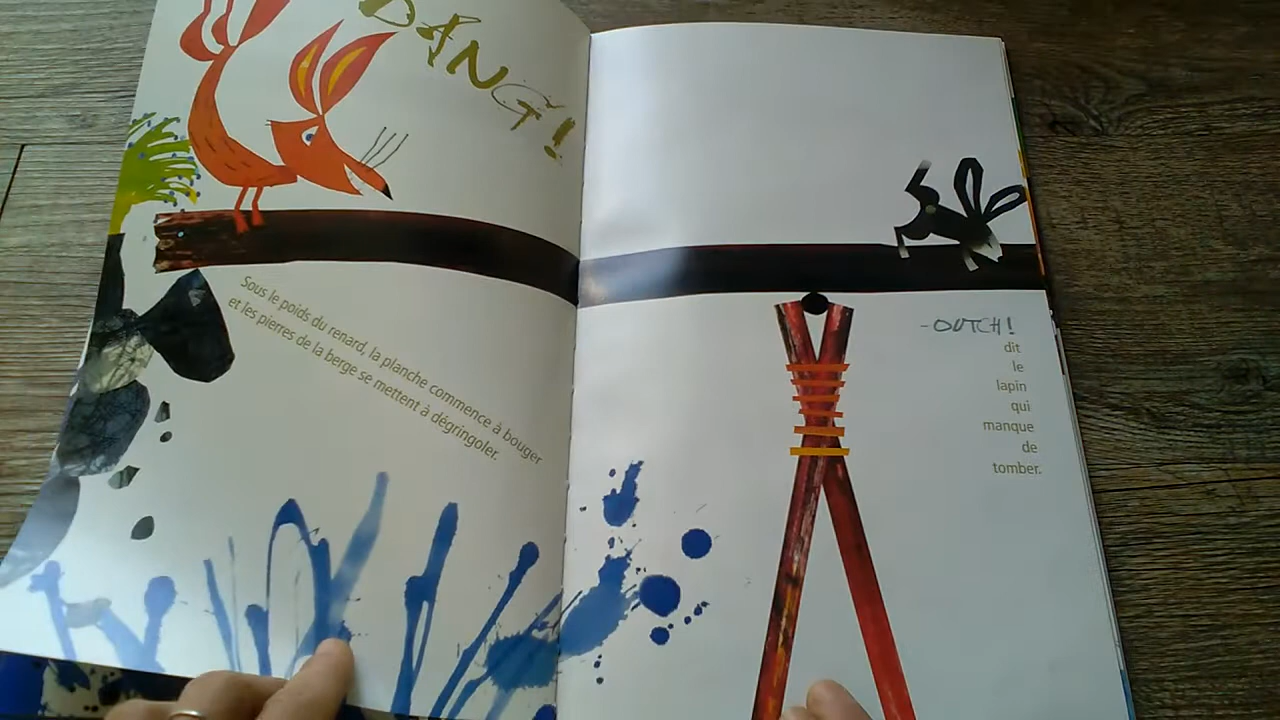 DANG!
Sous le poids du renard, la planche commence à bouger
et les pierres de la berge se mettent à dégringoler.
- OUTCH!
dit
le
lapin
qui
manque
de
tomber.